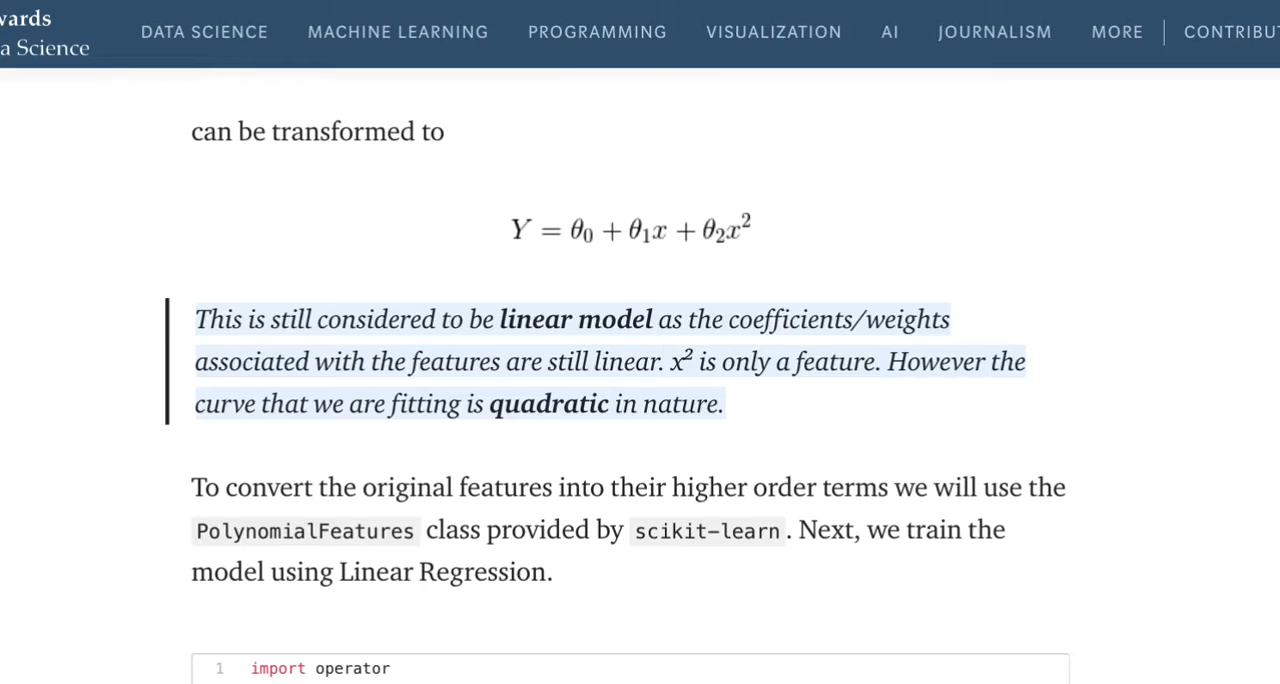 wards
a Science
DATA SCIENCE MACHINE LEARNING PROGRAMMING VISUALIZATION AI JOURNALISM MORE CONTRIBU
can be transformed to
Y = θ₀ + θ₁x + θ₂x²
This is still considered to be linear model as the coefficients/weights
associated with the features are still linear. x² is only a feature. However the
curve that we are fitting is quadratic in nature.
To convert the original features into their higher order terms we will use the
PolynomialFeatures class provided by scikit-learn. Next, we train the
model using Linear Regression.
1 import operator